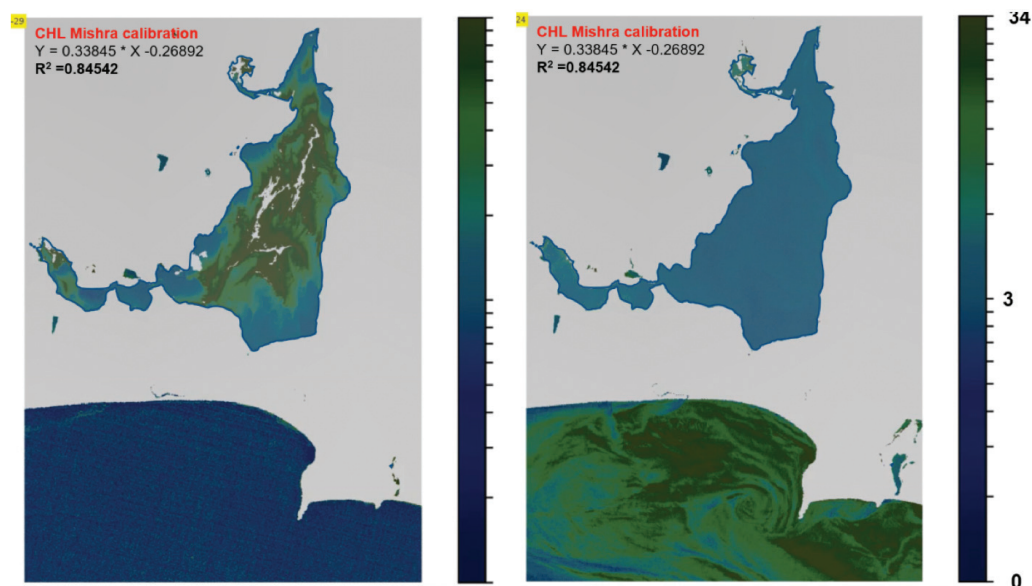 -29
CHL Mishra calibration
Y = 0.33845 * X -0.26892
R² =0.84542
24
CHL Mishra calibration
Y = 0.33845 * X -0.26892
R² =0.84542
34
3
0